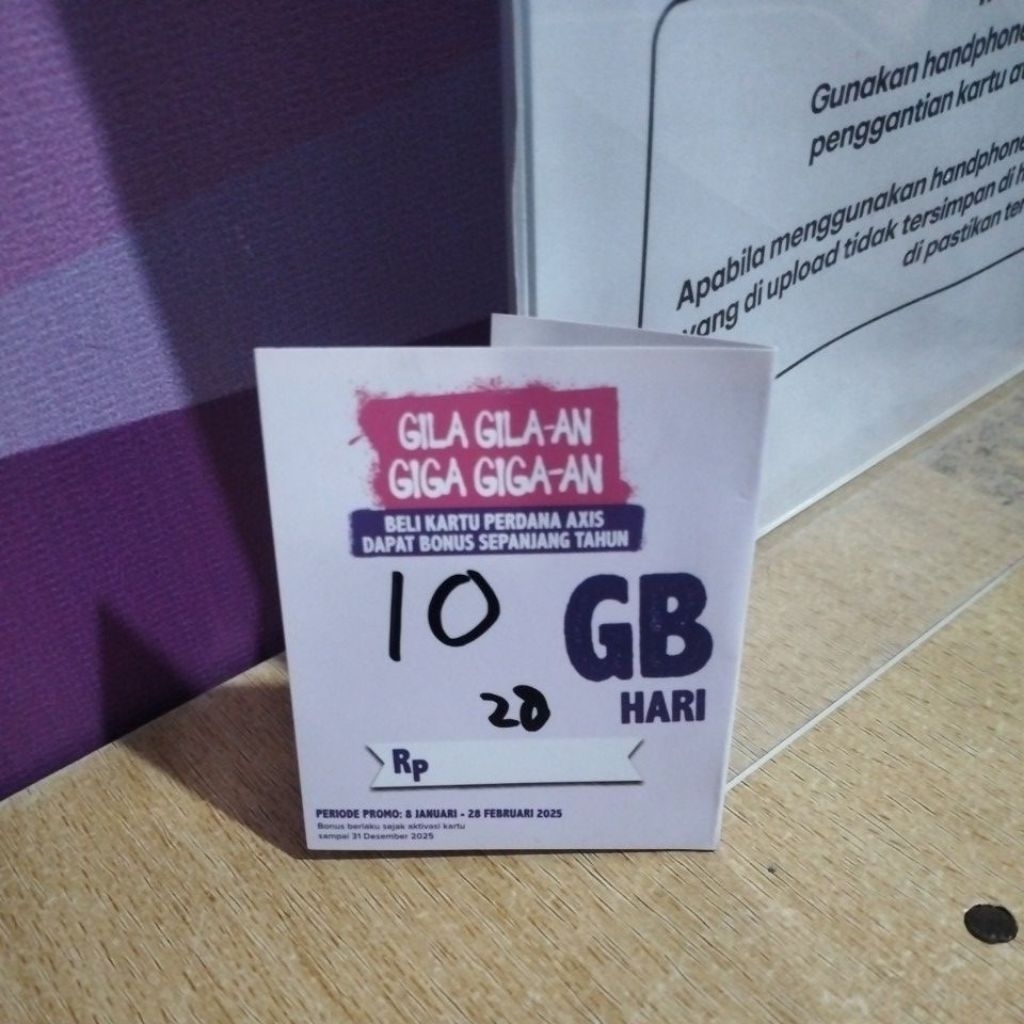 Gunakan handphone
penggantian kartu
Apabila menggunakan handphone
yang di upload tidak tersimpan di
di pastikan
GILA GILA-AN
GIGA GIGA-AN
BELI KARTU PERDANA AXIS
DAPAT BONUS SEPANJANG TAHUN
10 GB
20 HARI
Rp
PERIODE PROMO: 8 JANUARI - 28 FEBRUARI 2025
Bonus berlaku sejak aktivasi kartu
sampai 31 Desember 2025